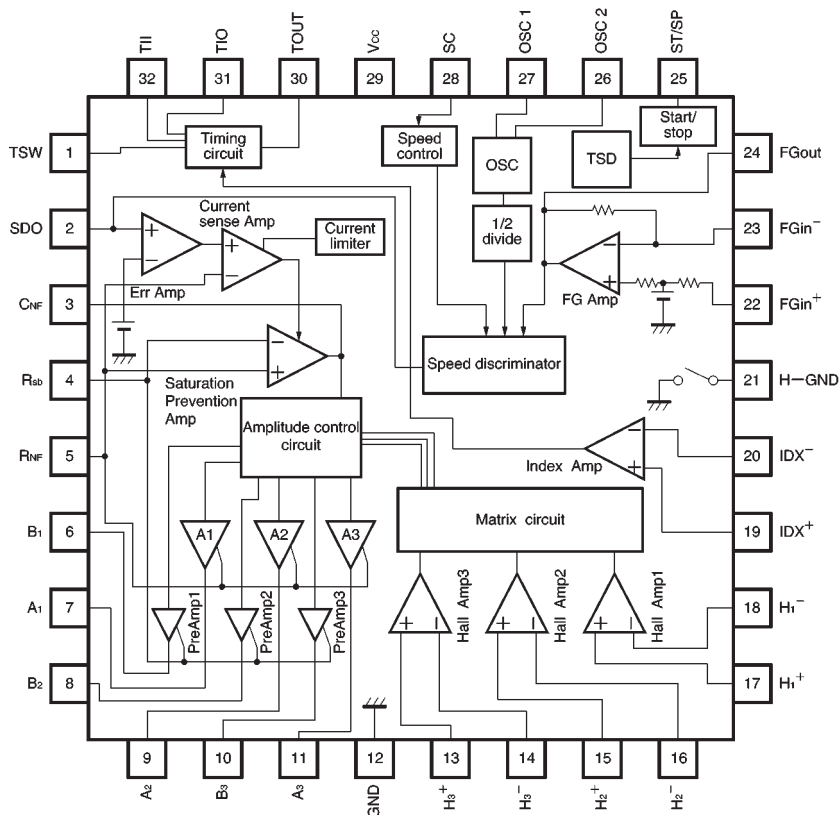 TII TIO TOUT Vcc SC OSC 1 OSC 2 ST/SP
32 31 30 29 28 27 26 25
TSW 1
SDO 2
CNF 3
Rsb 4
RNF 5
B1 6
A1 7
B2 8
Timing
circuit
Speed
control
OSC
TSD
Start/
stop
1/2
divide
Current
sense Amp
Current
limiter
+
−
+
−
Err Amp
−
+
FG Amp
−
+
Saturation
Prevention
Amp
Speed discriminator
Amplitude control
circuit
−
+
Index Amp
Matrix circuit
A1 A2 A3
PreAmp1
PreAmp2
PreAmp3
+ −
Hall Amp3
+ −
Hall Amp2
+ −
Hall Amp1
24 FGout
23 FGin−
22 FGin+
21 H−GND
20 IDX−
19 IDX+
18 H1−
17 H1+
9 10 11 12 13 14 15 16
A2 B3 A3 GND H3+ H3− H2+ H2−